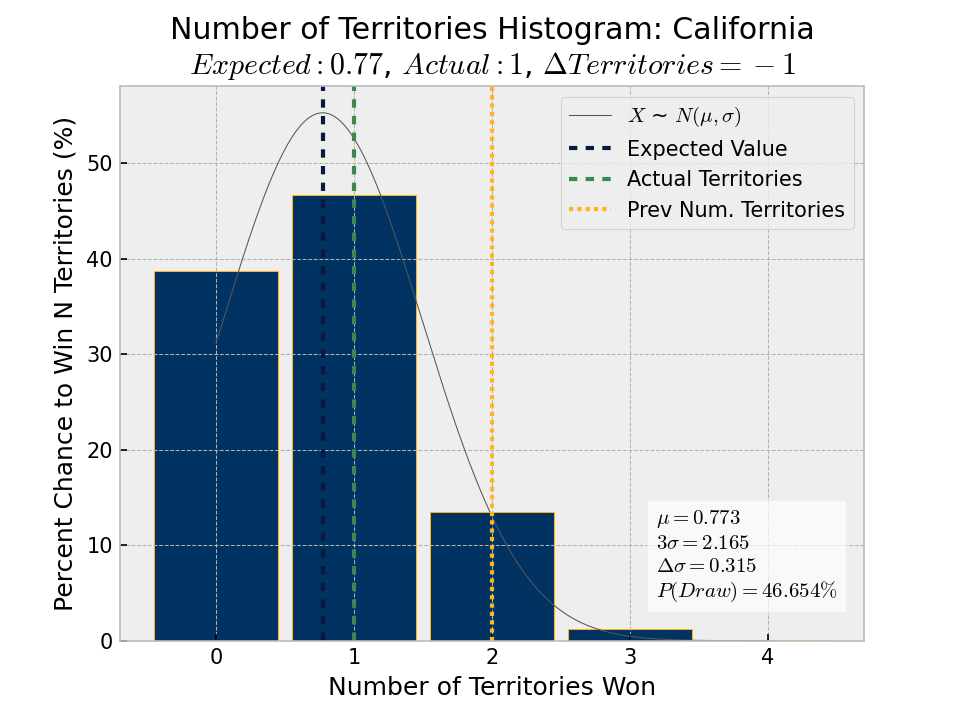 Number of Territories Histogram: California
Expected : 0.77, Actual : 1, ΔTerritories = −1
Percent Chance to Win N Territories (%)
50
40
30
20
10
0
X ~ N(μ, σ)
Expected Value
Actual Territories
Prev Num. Territories
μ = 0.773
3σ = 2.165
Δσ = 0.315
P(Draw) = 46.654%
0 1 2 3 4
Number of Territories Won